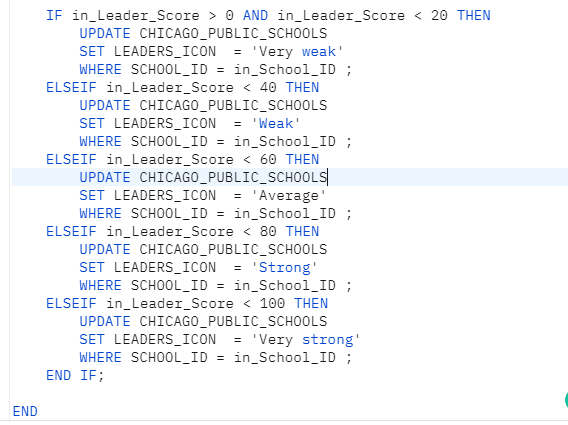 IF in_Leader_Score > 0 AND in_Leader_Score < 20 THEN
UPDATE CHICAGO_PUBLIC_SCHOOLS
SET LEADERS_ICON  = 'Very weak'
WHERE SCHOOL_ID = in_School_ID ;
ELSEIF in_Leader_Score < 40 THEN
UPDATE CHICAGO_PUBLIC_SCHOOLS
SET LEADERS_ICON  = 'Weak'
WHERE SCHOOL_ID = in_School_ID ;
ELSEIF in_Leader_Score < 60 THEN
UPDATE CHICAGO_PUBLIC_SCHOOLS
SET LEADERS_ICON  = 'Average'
WHERE SCHOOL_ID = in_School_ID ;
ELSEIF in_Leader_Score < 80 THEN
UPDATE CHICAGO_PUBLIC_SCHOOLS
SET LEADERS_ICON  = 'Strong'
WHERE SCHOOL_ID = in_School_ID ;
ELSEIF in_Leader_Score < 100 THEN
UPDATE CHICAGO_PUBLIC_SCHOOLS
SET LEADERS_ICON  = 'Very strong'
WHERE SCHOOL_ID = in_School_ID ;
END IF;
END